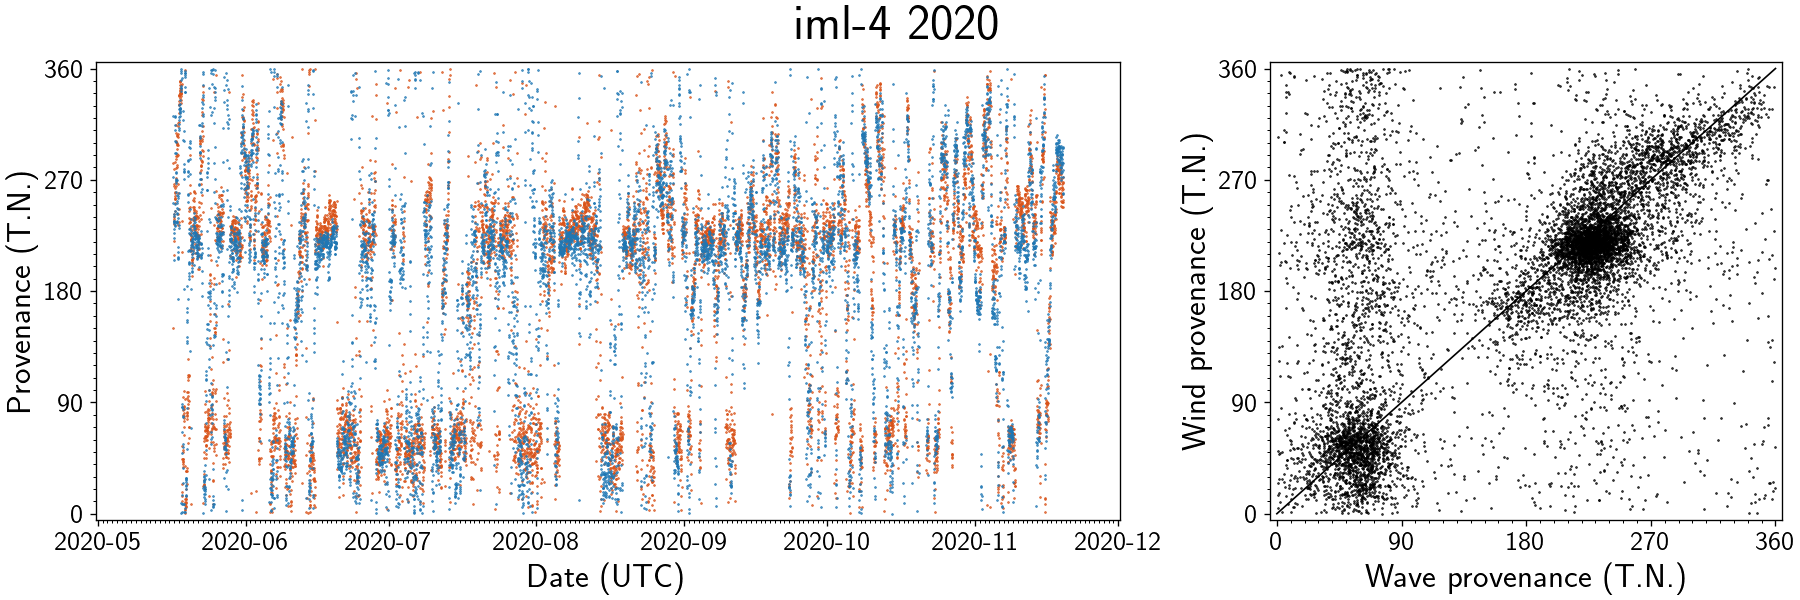 iml-4 2020
Provenance (T.N.)
360
270
180
90
0
2020-05 2020-06 2020-07 2020-08 2020-09 2020-10 2020-11 2020-12
Date (UTC)
Wind provenance (T.N.)
360
270
180
90
0
0 90 180 270 360
Wave provenance (T.N.)